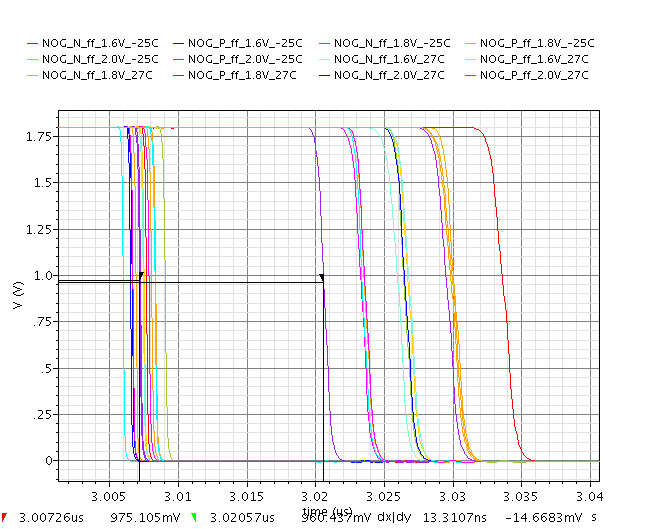 NOG_N_ff_1.6V_-25C NOG_P_ff_1.6V_-25C NOG_N_ff_1.8V_-25C NOG_P_ff_1.8V_-25C
NOG_N_ff_2.0V_-25C NOG_P_ff_2.0V_-25C NOG_N_ff_1.6V_27C NOG_P_ff_1.6V_27C
NOG_N_ff_1.8V_27C NOG_P_ff_1.8V_27C NOG_N_ff_2.0V_27C NOG_P_ff_2.0V_27C
1.75
1.5
1.25
1.0
.75
.5
.25
0
V (V)
3.005 3.01 3.015 3.02 3.025 3.03 3.035 3.04
time (us)
3.00726us 975.105mV 3.02057us 960.437mV dx|dy 13.3107ns -14.6683mV s